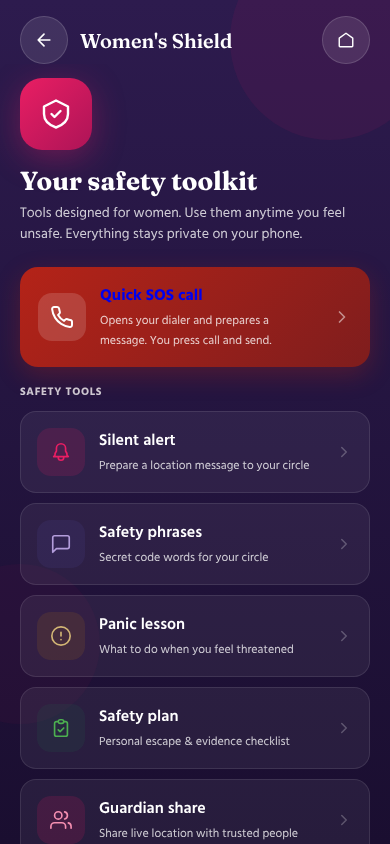 Women's Shield
Your safety toolkit
Tools designed for women. Use them anytime you feel
unsafe. Everything stays private on your phone.
Quick SOS call
Opens your dialer and prepares a
message. You press call and send.
SAFETY TOOLS
Silent alert
Prepare a location message to your circle
Safety phrases
Secret code words for your circle
Panic lesson
What to do when you feel threatened
Safety plan
Personal escape & evidence checklist
Guardian share
Share live location with trusted people